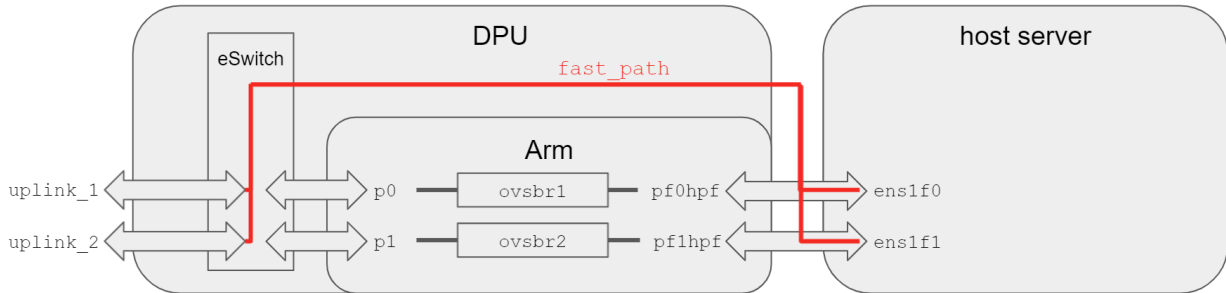 DPU
host server
eSwitch
fast_path
Arm
uplink_1
p0
ovsbr1
pf0hpf
ens1f0
uplink_2
p1
ovsbr2
pf1hpf
ens1f1